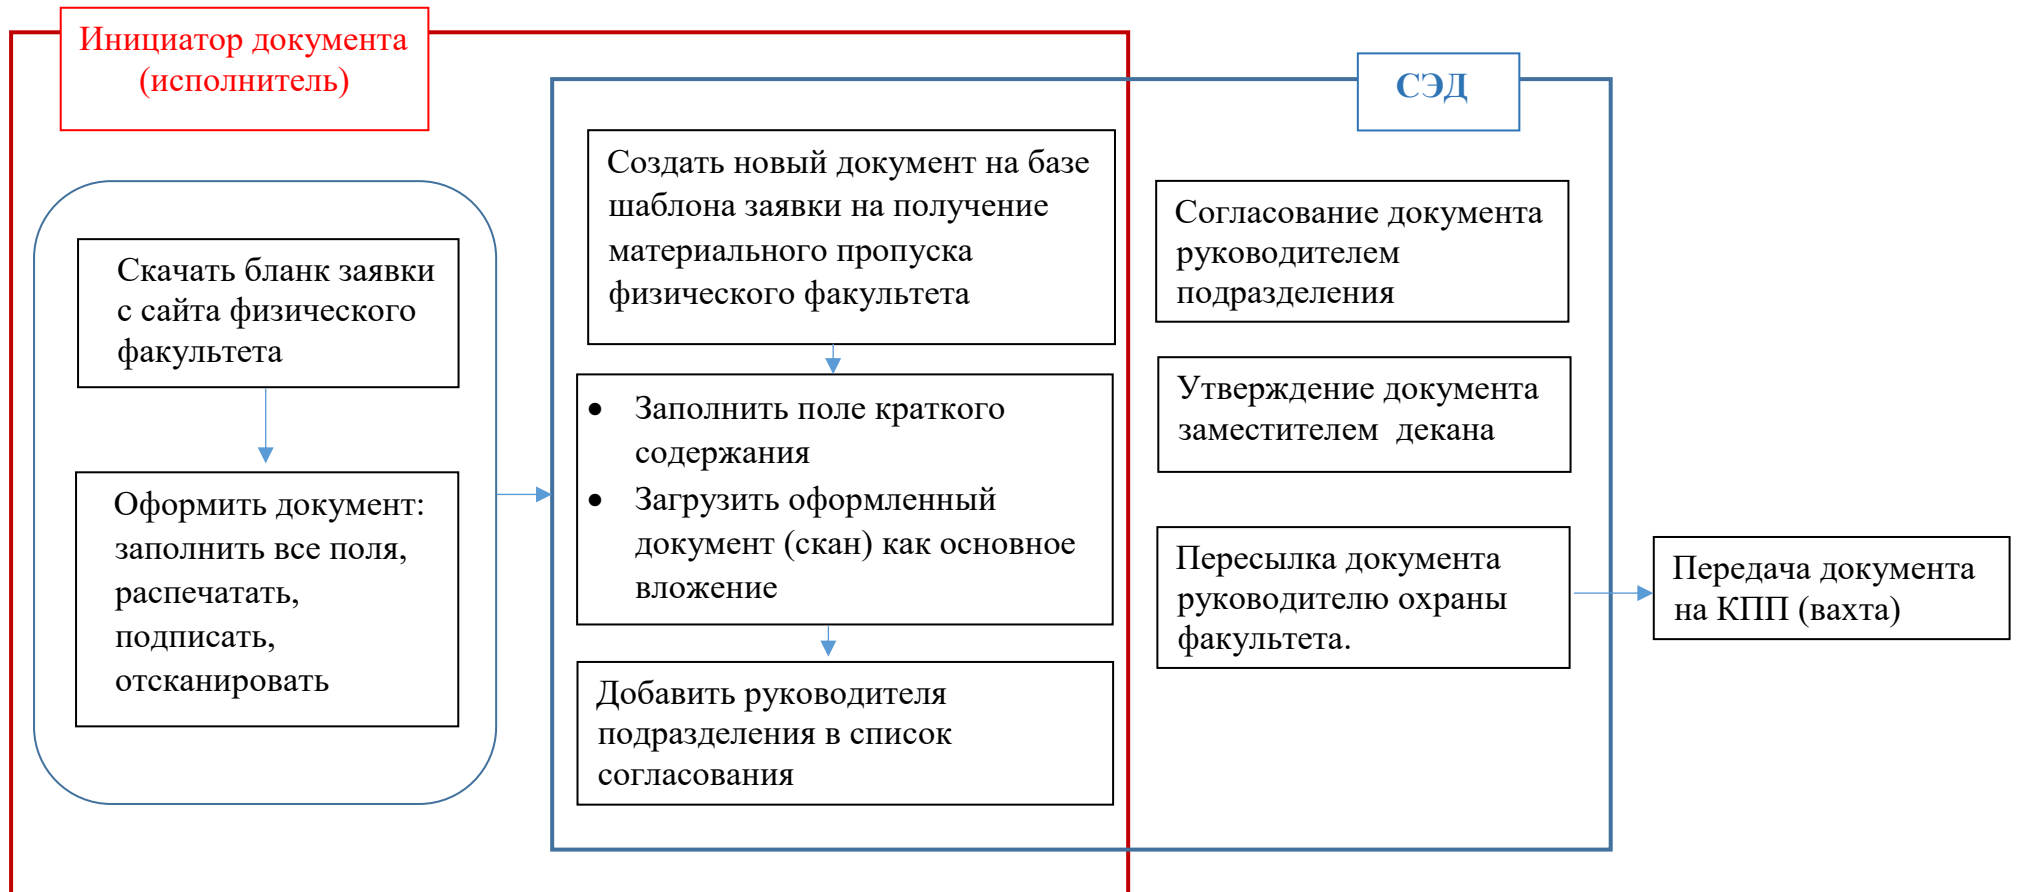 Инициатор документа
(исполнитель)
СЭД
Скачать бланк заявки
с сайта физического
факультета
Оформить документ:
заполнить все поля,
распечатать,
подписать,
отсканировать
Создать новый документ на базе
шаблона заявки на получение
материального пропуска
физического факультета
• Заполнить поле краткого
содержания
• Загрузить оформленный
документ (скан) как основное
вложение
Добавить руководителя
подразделения в список
согласования
Согласование документа
руководителем
подразделения
Утверждение документа
заместителем декана
Пересылка документа
руководителю охраны
факультета.
Передача документа
на КПП (вахта)